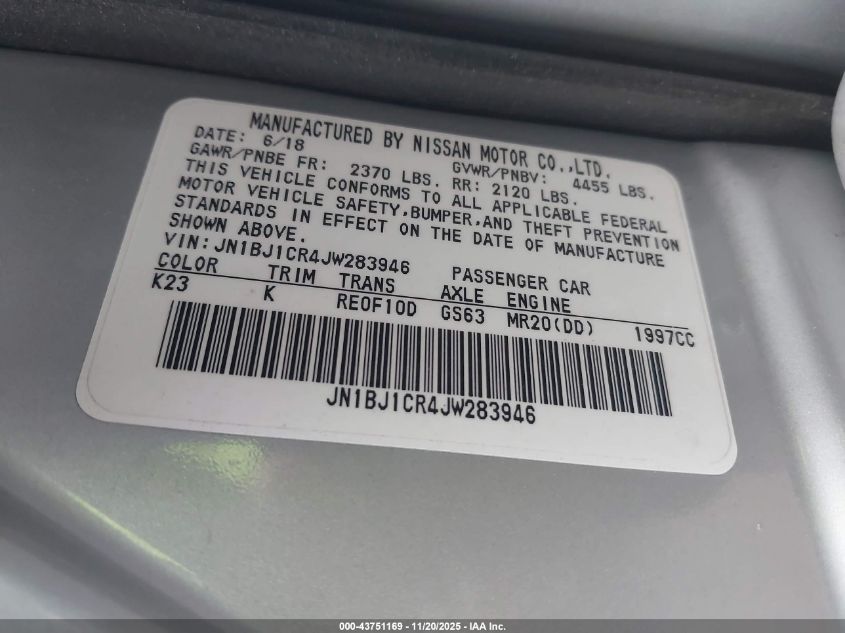 MANUFACTURED BY NISSAN MOTOR CO.,LTD.
DATE: 6/18 GVWR/PNBV: 4455 LBS.
GAWR/PNBE FR: 2370 LBS. RR: 2120 LBS.
THIS VEHICLE CONFORMS TO ALL APPLICABLE FEDERAL
MOTOR VEHICLE SAFETY,BUMPER,AND THEFT PREVENTION
STANDARDS IN EFFECT ON THE DATE OF MANUFACTURE
SHOWN ABOVE.
VIN:JN1BJ1CR4JW283946 PASSENGER CAR
COLOR TRIM TRANS AXLE ENGINE
K23 K RE0F10D GS63 MR20(DD) 1997CC
JN1BJ1CR4JW283946
000-43751169 - 11/20/2025 - IAA Inc.